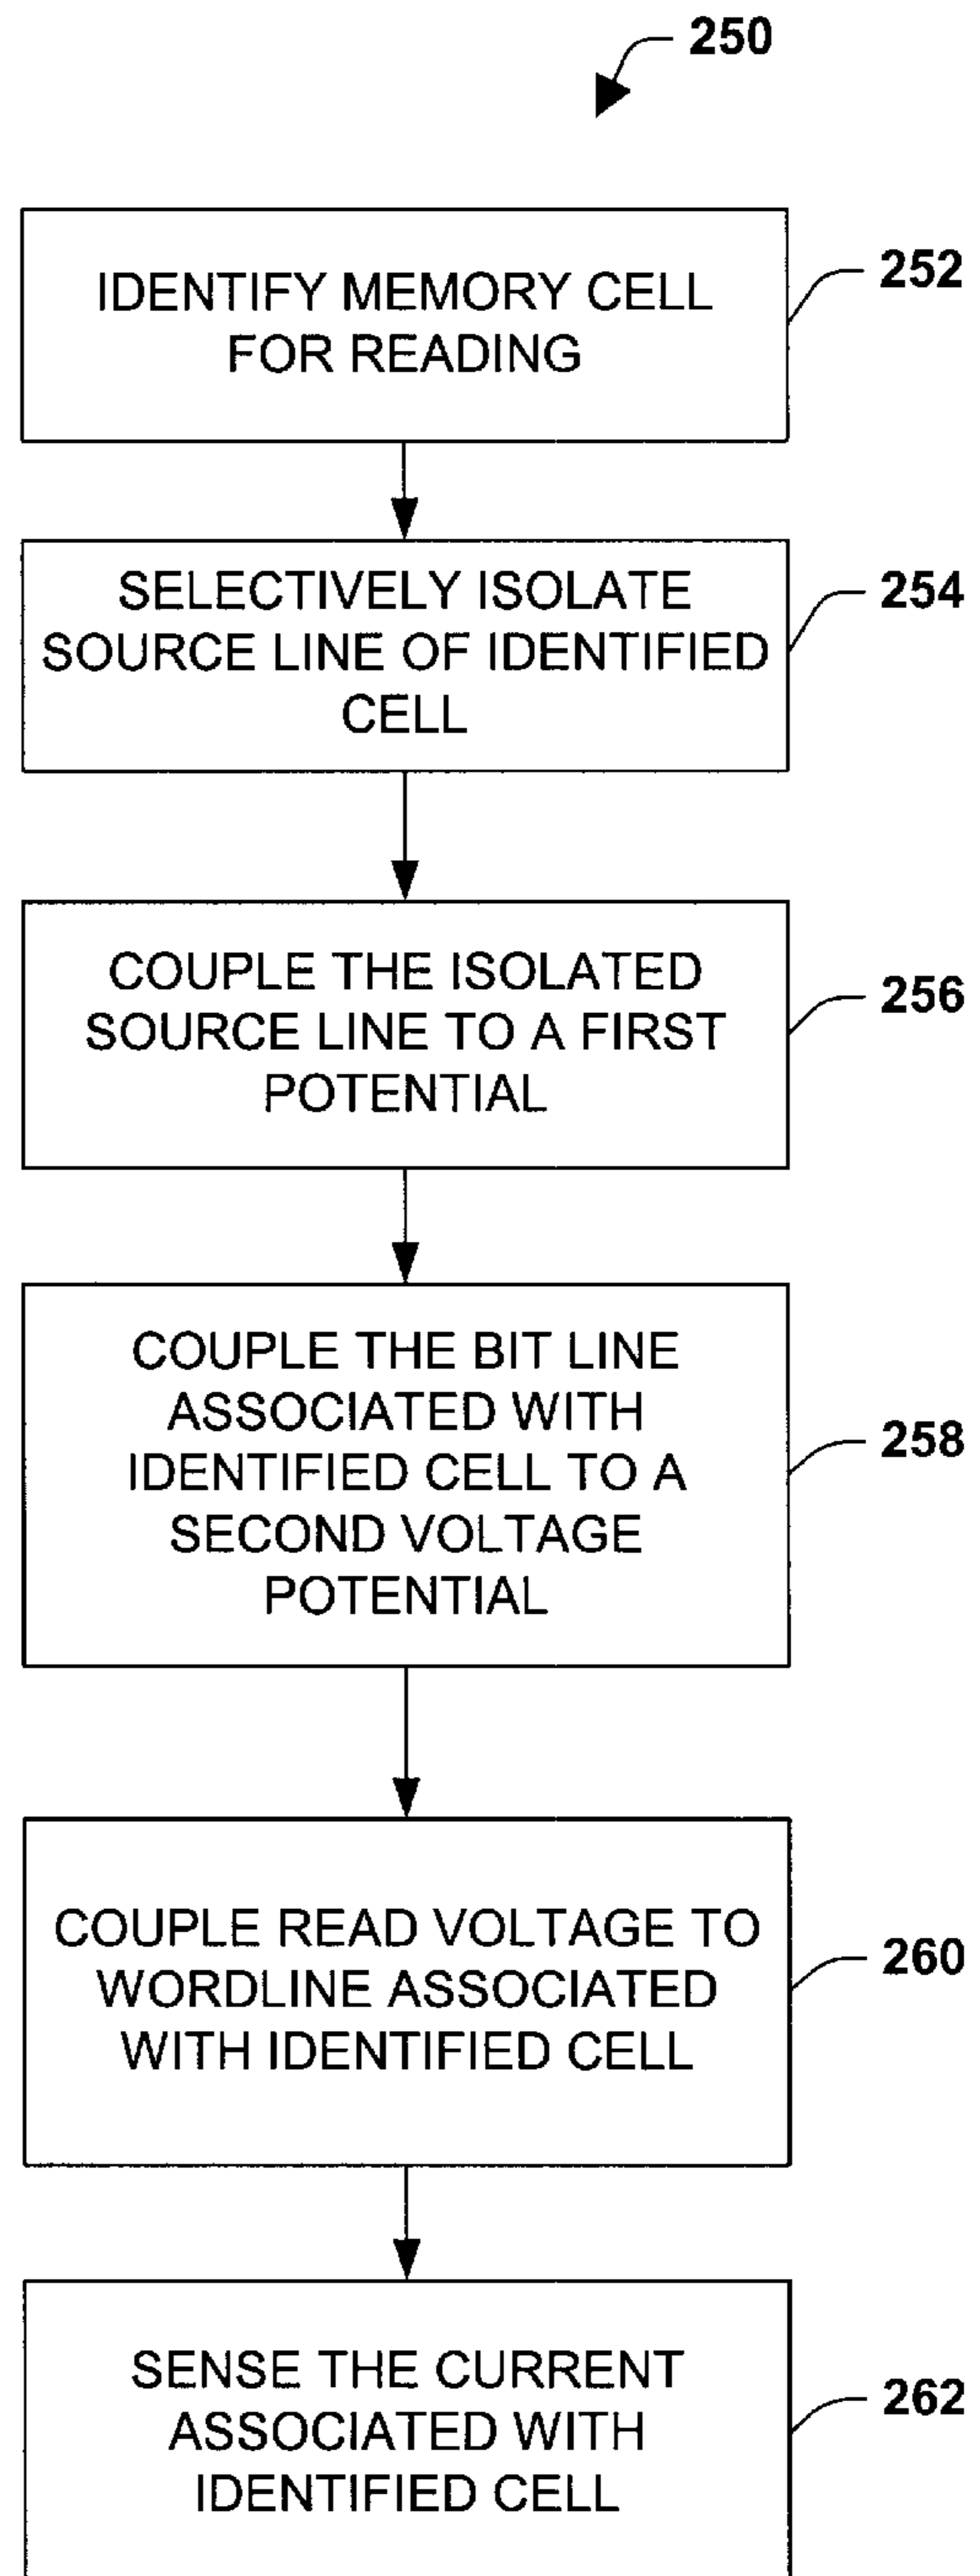 250
IDENTIFY MEMORY CELL
FOR READING
252
SELECTIVELY ISOLATE
SOURCE LINE OF IDENTIFIED
CELL
254
COUPLE THE ISOLATED
SOURCE LINE TO A FIRST
POTENTIAL
256
COUPLE THE BIT LINE
ASSOCIATED WITH
IDENTIFIED CELL TO A
SECOND VOLTAGE
POTENTIAL
258
COUPLE READ VOLTAGE TO
WORDLINE ASSOCIATED
WITH IDENTIFIED CELL
260
SENSE THE CURRENT
ASSOCIATED WITH
IDENTIFIED CELL
262